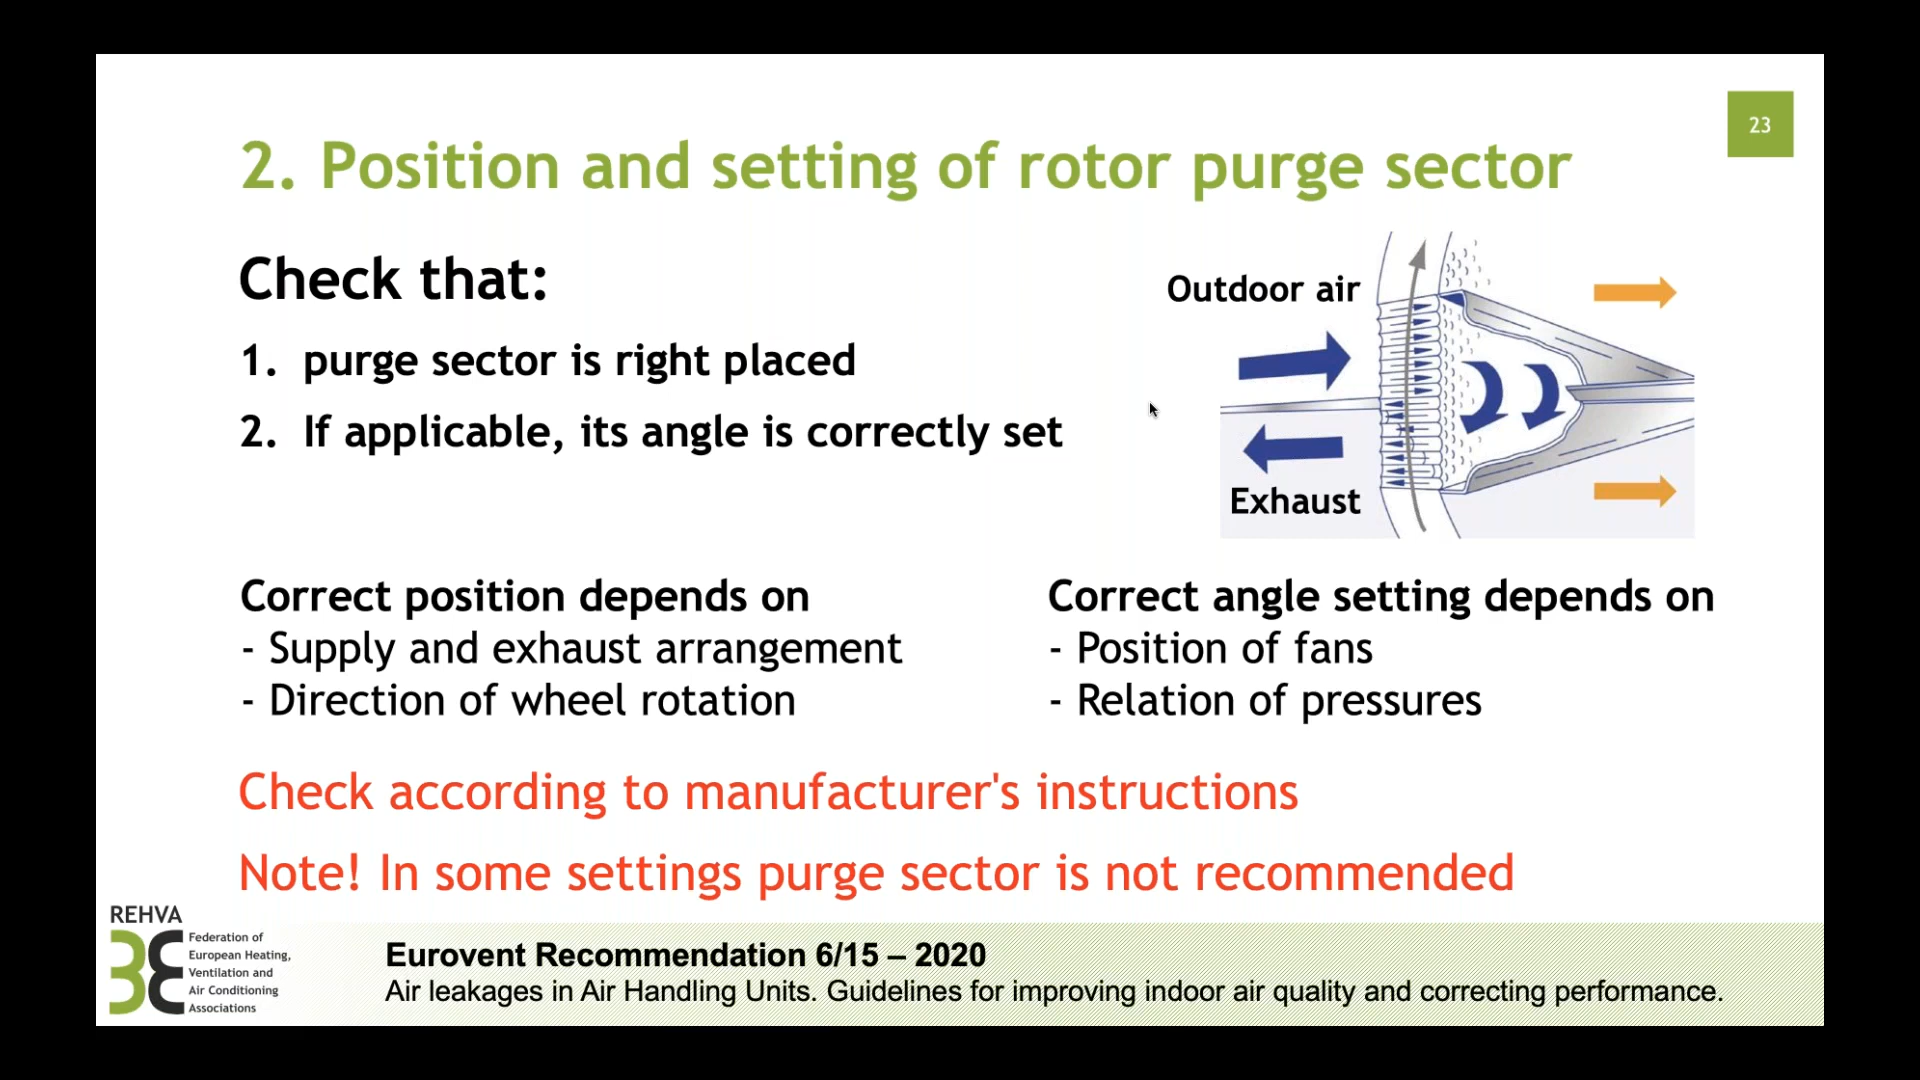 23
2. Position and setting of rotor purge sector
Check that:
1. purge sector is right placed
2. If applicable, its angle is correctly set
Outdoor air
Exhaust
Correct position depends on
- Supply and exhaust arrangement
- Direction of wheel rotation
Correct angle setting depends on
- Position of fans
- Relation of pressures
Check according to manufacturer's instructions
Note! In some settings purge sector is not recommended
REHVA
Federation of
European Heating,
Ventilation and
Air Conditioning
Associations
Eurovent Recommendation 6/15 – 2020
Air leakages in Air Handling Units. Guidelines for improving indoor air quality and correcting performance.